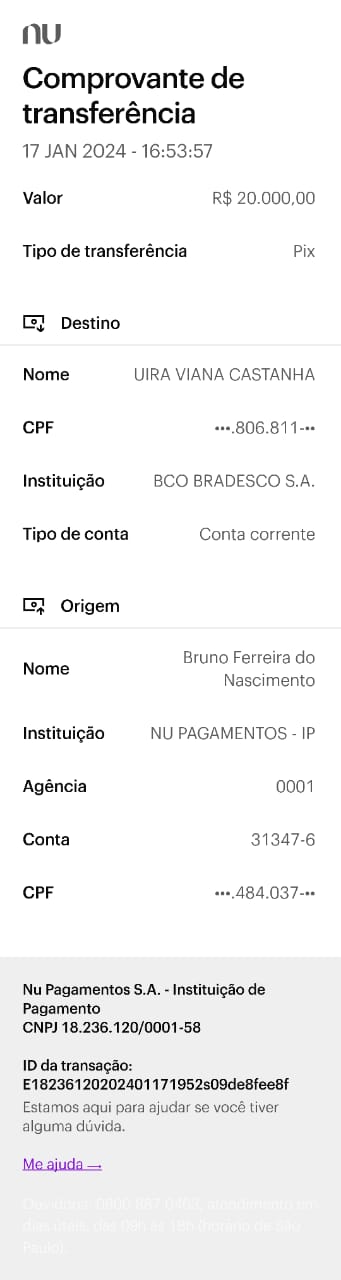 nu
Comprovante de
transferência
17 JAN 2024 - 16:53:57
Valor R$ 20.000,00
Tipo de transferência Pix
Destino
Nome UIRA VIANA CASTANHA
CPF •••.806.811-••
Instituição BCO BRADESCO S.A.
Tipo de conta Conta corrente
Origem
Nome Bruno Ferreira do
Nascimento
Instituição NU PAGAMENTOS - IP
Agência 0001
Conta 31347-6
CPF •••.484.037-••
Nu Pagamentos S.A. - Instituição de
Pagamento
CNPJ 18.236.120/0001-58
ID da transação:
E18236120202401171952s09de8fee8f
Estamos aqui para ajudar se você tiver
alguma dúvida.
Me ajuda →
Ouvidoria: 0800 887 0463, atendimento em
dias úteis, das 09h às 18h (horário de São
Paulo).